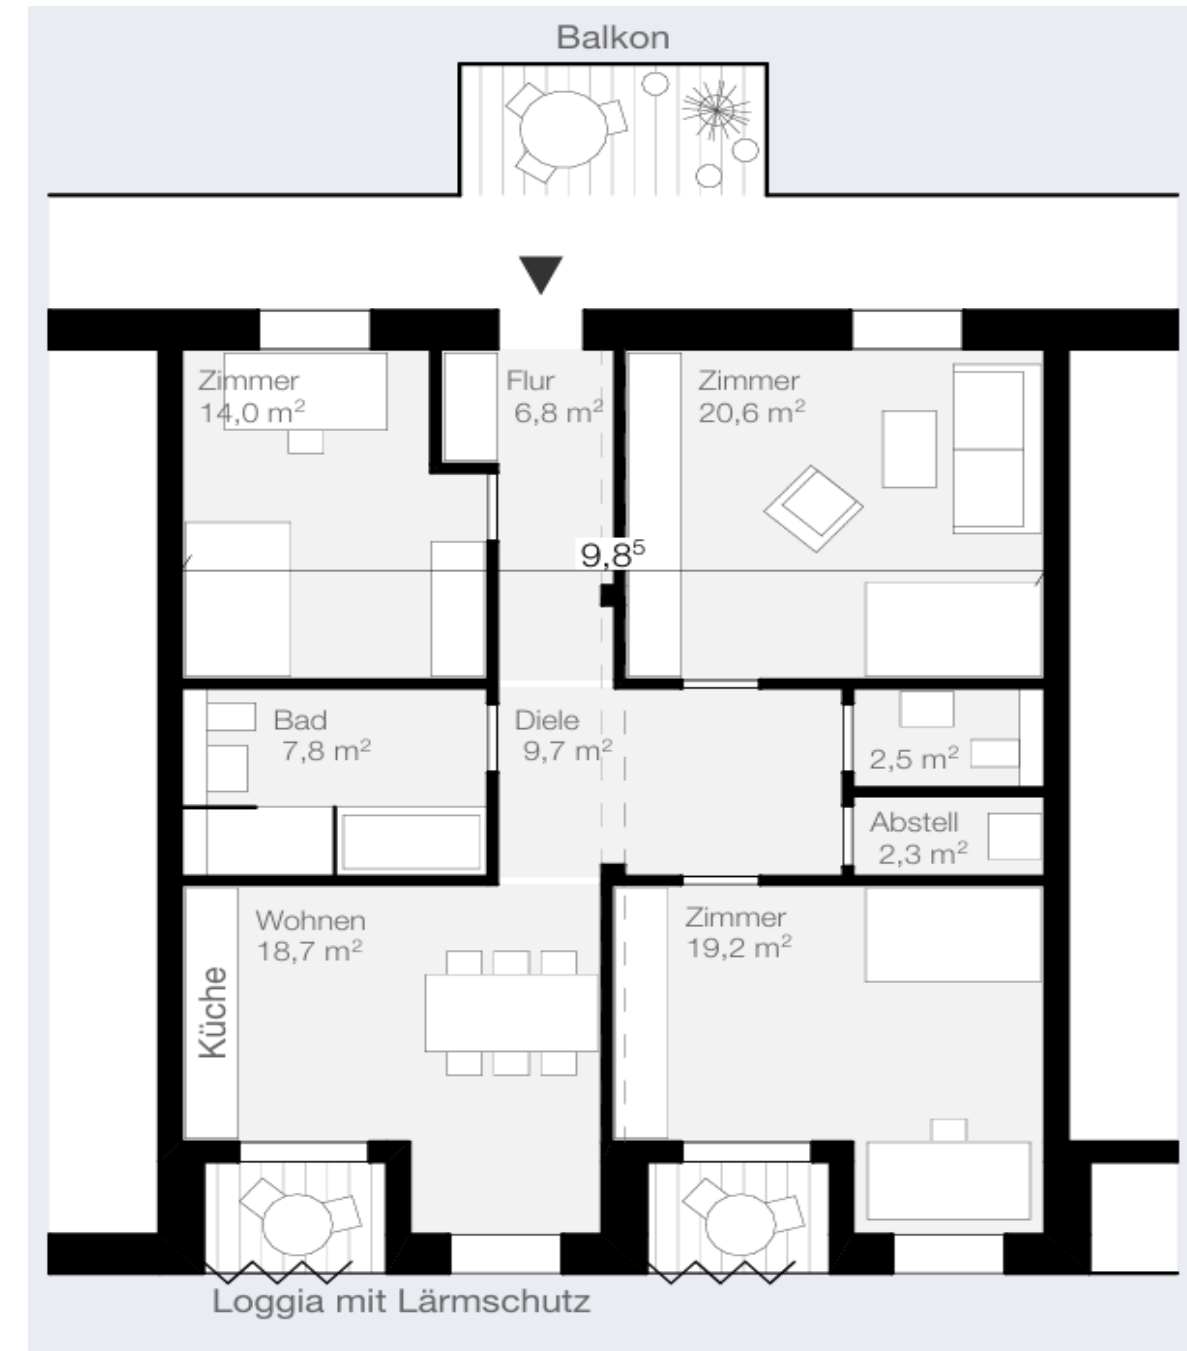 Balkon
Zimmer
14,0 m²
Flur
6,8 m²
Zimmer
20,6 m²
9,8⁵
Bad
7,8 m²
Diele
9,7 m²
2,5 m²
Abstell
2,3 m²
Wohnen
18,7 m²
Küche
Zimmer
19,2 m²
Loggia mit Lärmschutz